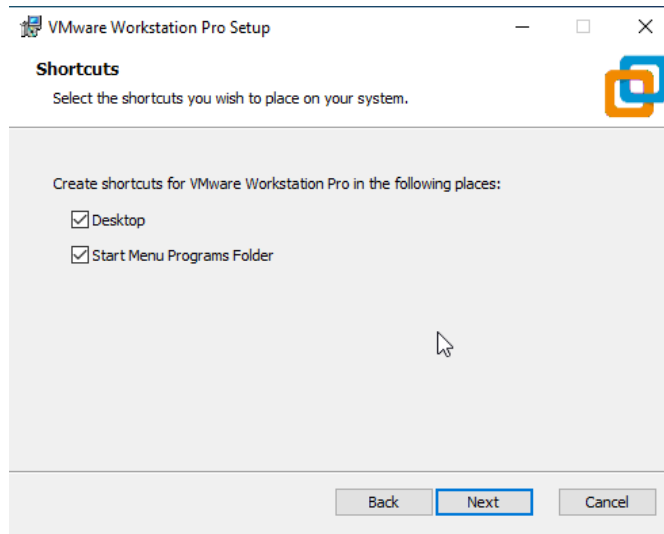 VMware Workstation Pro Setup
Shortcuts
Select the shortcuts you wish to place on your system.
Create shortcuts for VMware Workstation Pro in the following places:
Desktop
Start Menu Programs Folder
Back Next Cancel